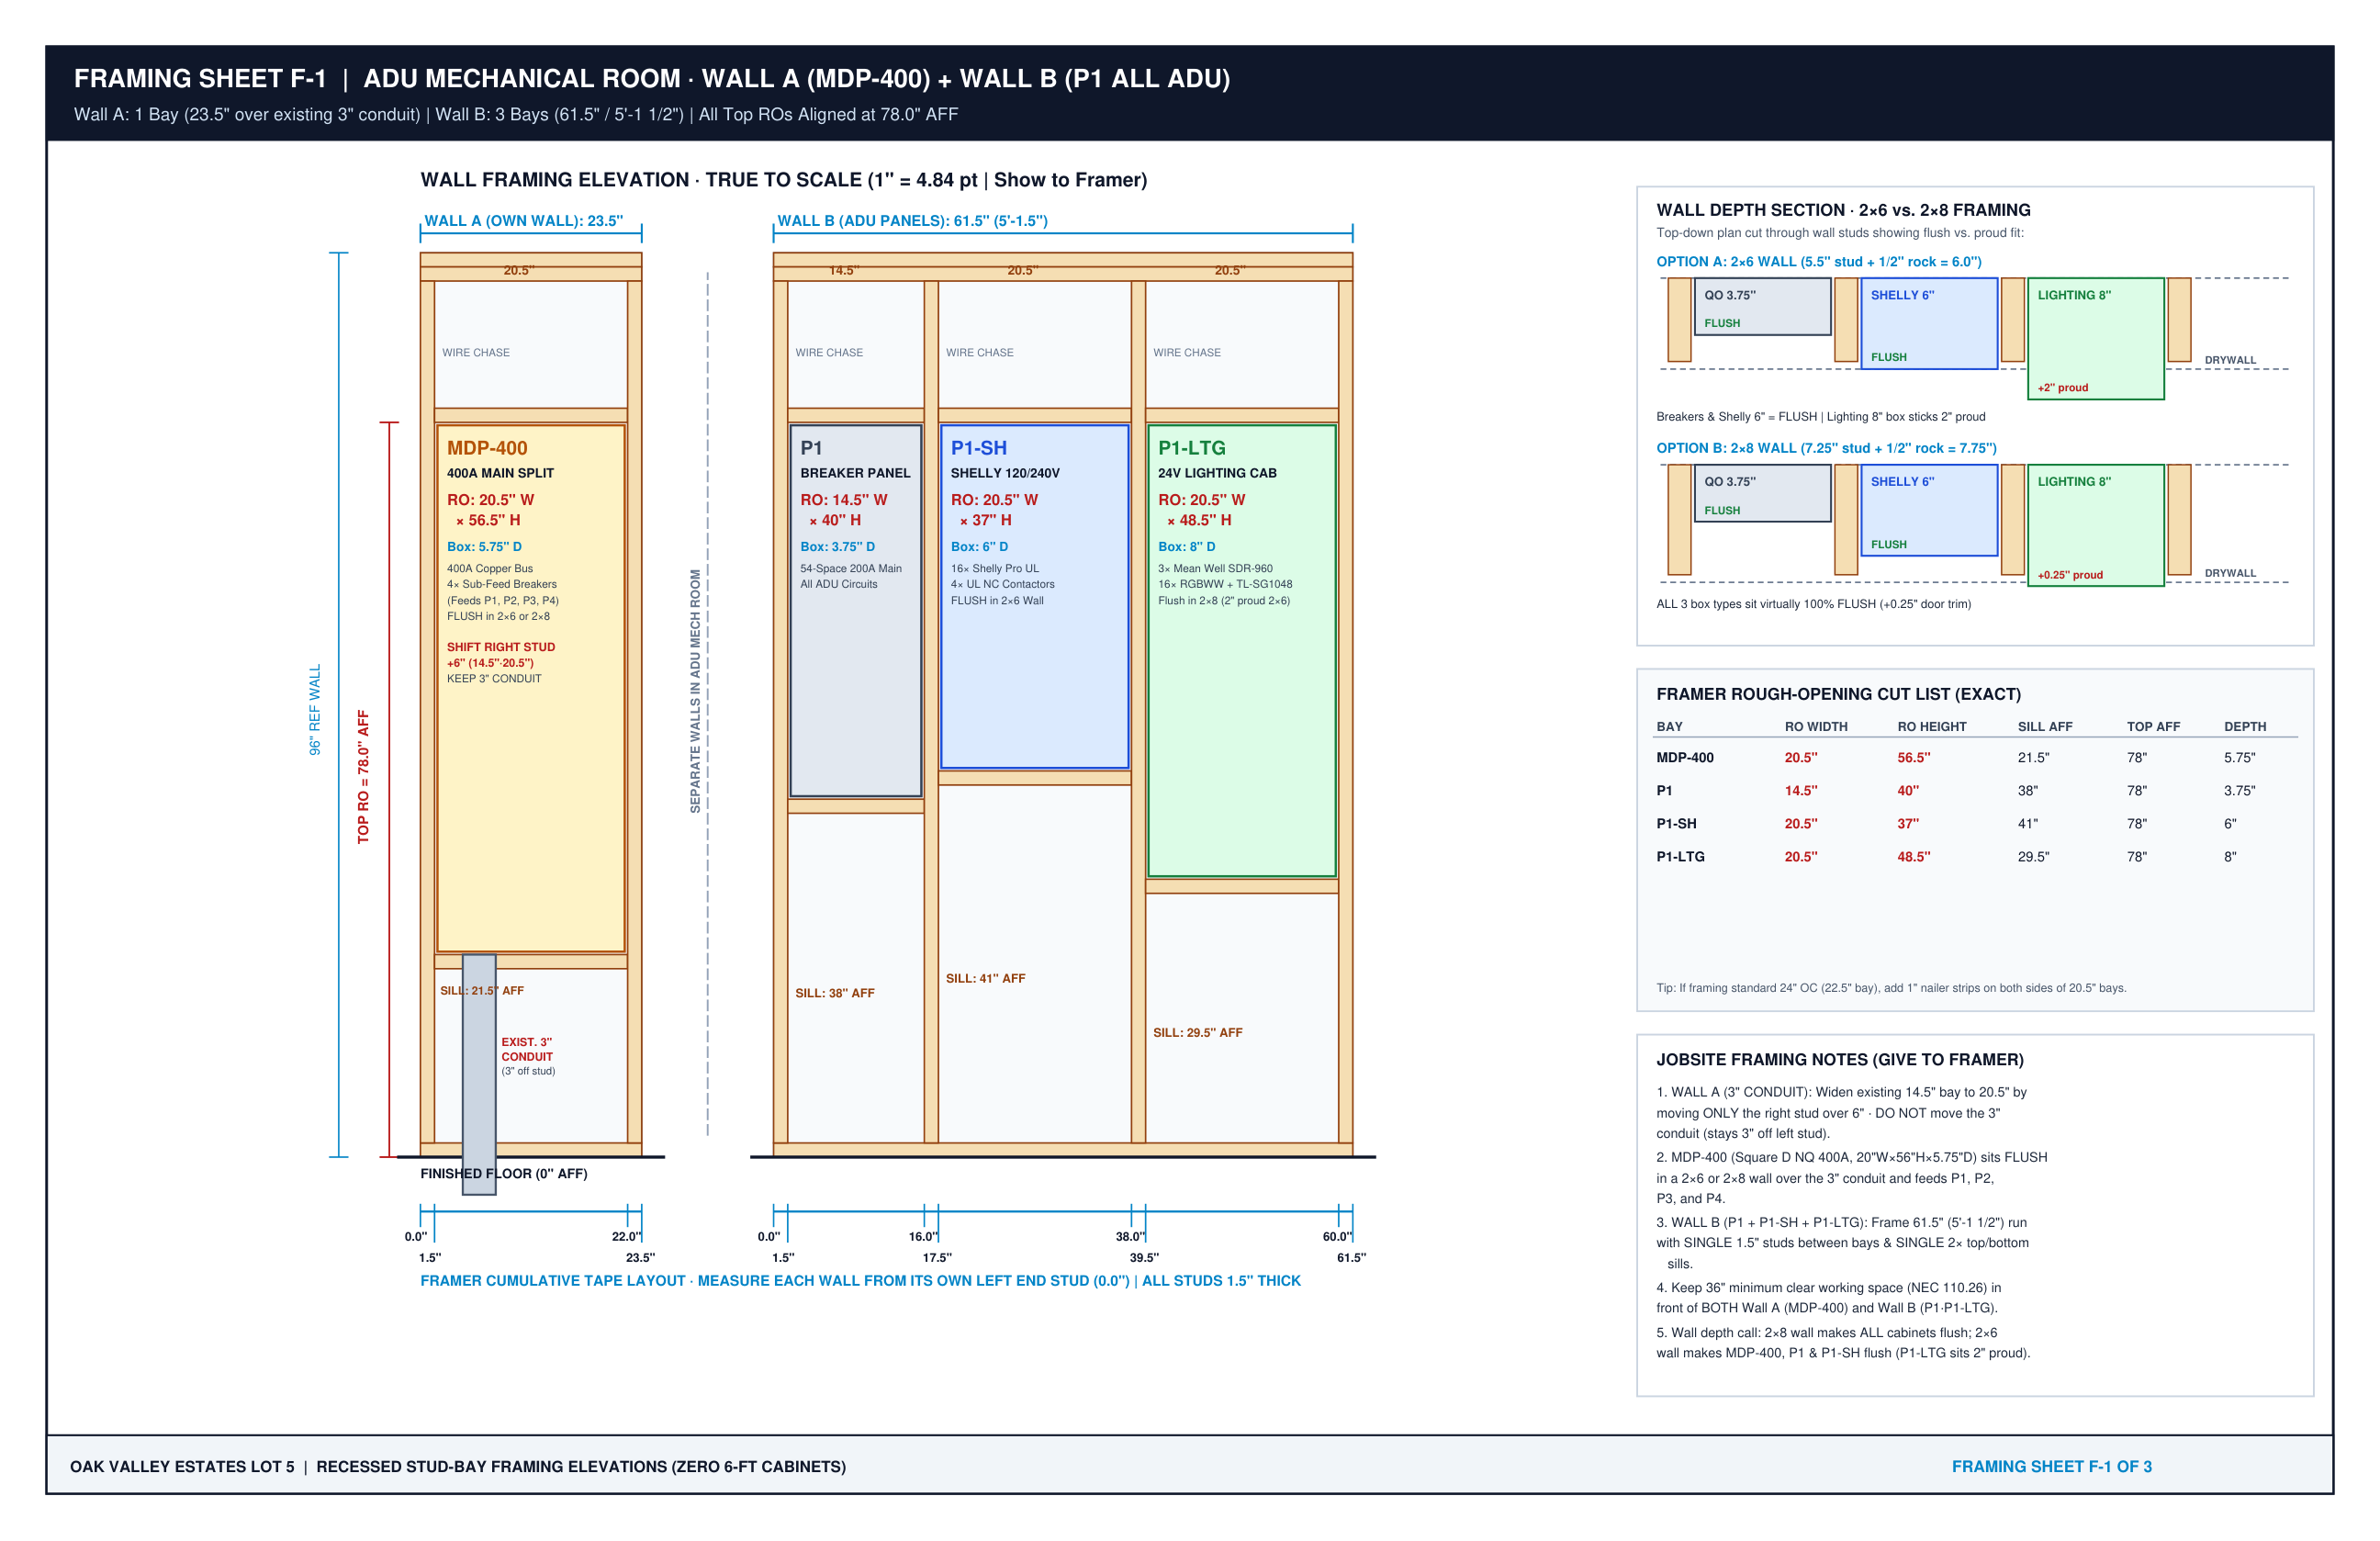 FRAMING SHEET F-1 | ADU MECHANICAL ROOM · WALL A (MDP-400) + WALL B (P1 ALL ADU)
Wall A: 1 Bay (23.5" over existing 3" conduit) | Wall B: 3 Bays (61.5" / 5'-1 1/2") | All Top ROs Aligned at 78.0" AFF
WALL FRAMING ELEVATION · TRUE TO SCALE (1" = 4.84 pt | Show to Framer)
WALL A (OWN WALL): 23.5"
WALL B (ADU PANELS): 61.5" (5'-1.5")
20.5"
14.5"
20.5"
20.5"
WIRE CHASE
WIRE CHASE
WIRE CHASE
WIRE CHASE
96" REF WALL
TOP RO = 78.0" AFF
MDP-400
400A MAIN SPLIT
RO: 20.5" W
× 56.5" H
Box: 5.75" D
400A Copper Bus
4× Sub-Feed Breakers
(Feeds P1, P2, P3, P4)
FLUSH in 2×6 or 2×8
SHIFT RIGHT STUD
+6" (14.5"·20.5")
KEEP 3" CONDUIT
SILL: 21.5" AFF
EXIST. 3"
CONDUIT
(3" off stud)
SEPARATE WALLS IN ADU MECH ROOM
P1
BREAKER PANEL
RO: 14.5" W
× 40" H
Box: 3.75" D
54-Space 200A Main
All ADU Circuits
SILL: 38" AFF
P1-SH
SHELLY 120/240V
RO: 20.5" W
× 37" H
Box: 6" D
16× Shelly Pro UL
4× UL NC Contactors
FLUSH in 2×6 Wall
SILL: 41" AFF
P1-LTG
24V LIGHTING CAB
RO: 20.5" W
× 48.5" H
Box: 8" D
3× Mean Well SDR-960
16× RGBWW + TL-SG1048
Flush in 2×8 (2" proud 2×6)
SILL: 29.5" AFF
FINISHED FLOOR (0" AFF)
0.0" 22.0" 0.0" 16.0" 38.0" 60.0"
1.5" 23.5" 1.5" 17.5" 39.5" 61.5"
FRAMER CUMULATIVE TAPE LAYOUT · MEASURE EACH WALL FROM ITS OWN LEFT END STUD (0.0") | ALL STUDS 1.5" THICK
WALL DEPTH SECTION · 2×6 vs. 2×8 FRAMING
Top-down plan cut through wall studs showing flush vs. proud fit:
OPTION A: 2×6 WALL (5.5" stud + 1/2" rock = 6.0")
QO 3.75"
FLUSH
SHELLY 6"
FLUSH
LIGHTING 8"
+2" proud
DRYWALL
Breakers & Shelly 6" = FLUSH | Lighting 8" box sticks 2" proud
OPTION B: 2×8 WALL (7.25" stud + 1/2" rock = 7.75")
QO 3.75"
FLUSH
SHELLY 6"
FLUSH
LIGHTING 8"
+0.25" proud
DRYWALL
ALL 3 box types sit virtually 100% FLUSH (+0.25" door trim)
FRAMER ROUGH-OPENING CUT LIST (EXACT)
BAY RO WIDTH RO HEIGHT SILL AFF TOP AFF DEPTH
MDP-400 20.5" 56.5" 21.5" 78" 5.75"
P1 14.5" 40" 38" 78" 3.75"
P1-SH 20.5" 37" 41" 78" 6"
P1-LTG 20.5" 48.5" 29.5" 78" 8"
Tip: If framing standard 24" OC (22.5" bay), add 1" nailer strips on both sides of 20.5" bays.
JOBSITE FRAMING NOTES (GIVE TO FRAMER)
1. WALL A (3" CONDUIT): Widen existing 14.5" bay to 20.5" by
moving ONLY the right stud over 6" · DO NOT move the 3"
conduit (stays 3" off left stud).
2. MDP-400 (Square D NQ 400A, 20"W×56"H×5.75"D) sits FLUSH
in a 2×6 or 2×8 wall over the 3" conduit and feeds P1, P2,
P3, and P4.
3. WALL B (P1 + P1-SH + P1-LTG): Frame 61.5" (5'-1 1/2") run
with SINGLE 1.5" studs between bays & SINGLE 2× top/bottom
sills.
4. Keep 36" minimum clear working space (NEC 110.26) in
front of BOTH Wall A (MDP-400) and Wall B (P1·P1-LTG).
5. Wall depth call: 2×8 wall makes ALL cabinets flush; 2×6
wall makes MDP-400, P1 & P1-SH flush (P1-LTG sits 2" proud).
OAK VALLEY ESTATES LOT 5 | RECESSED STUD-BAY FRAMING ELEVATIONS (ZERO 6-FT CABINETS)
FRAMING SHEET F-1 OF 3